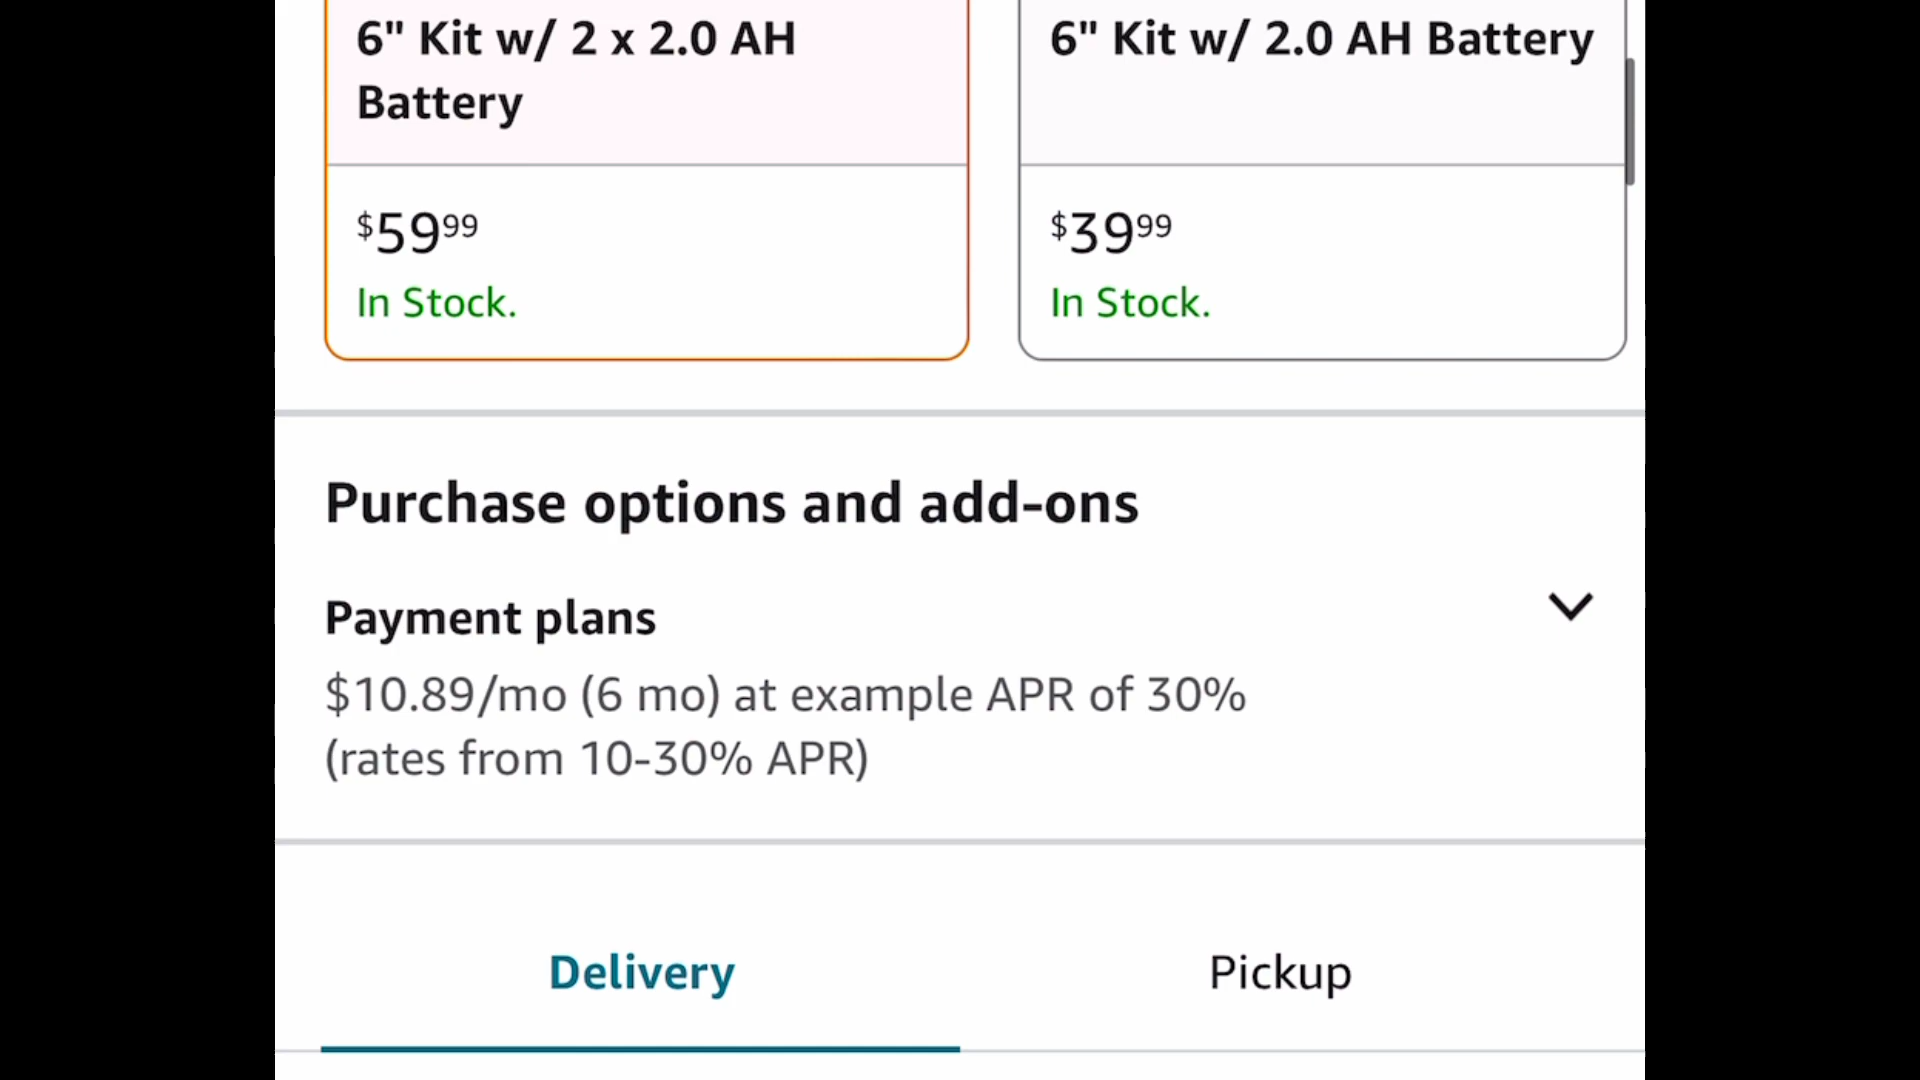 6" Kit w/ 2 x 2.0 AH
Battery
$5999
In Stock.
6" Kit w/ 2.0 AH Battery
$3999
In Stock.
Purchase options and add-ons
Payment plans
$10.89/mo (6 mo) at example APR of 30%
(rates from 10-30% APR)
Delivery
Pickup